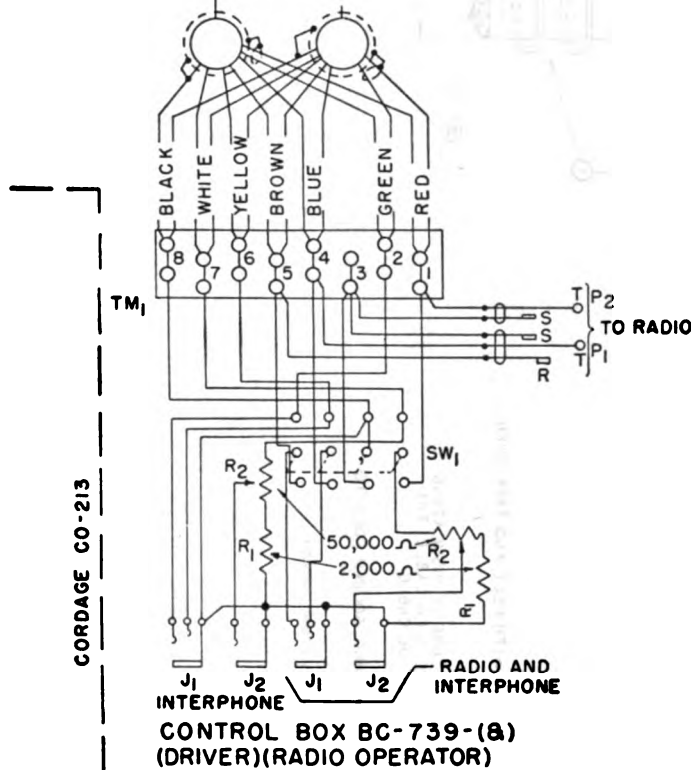 BLACK
WHITE
YELLOW
BROWN
BLUE
GREEN
RED
8 7 6 5 4 3 2 1
TM1
T P2
S
TO RADIO
S
T P1
R
SW1
R2
50,000 Ω R2
R1
2,000 Ω
R1
CORDAGE CO-213
J1 J2 J1 J2
INTERPHONE
RADIO AND
INTERPHONE
CONTROL BOX BC-739-(&)
(DRIVER)(RADIO OPERATOR)